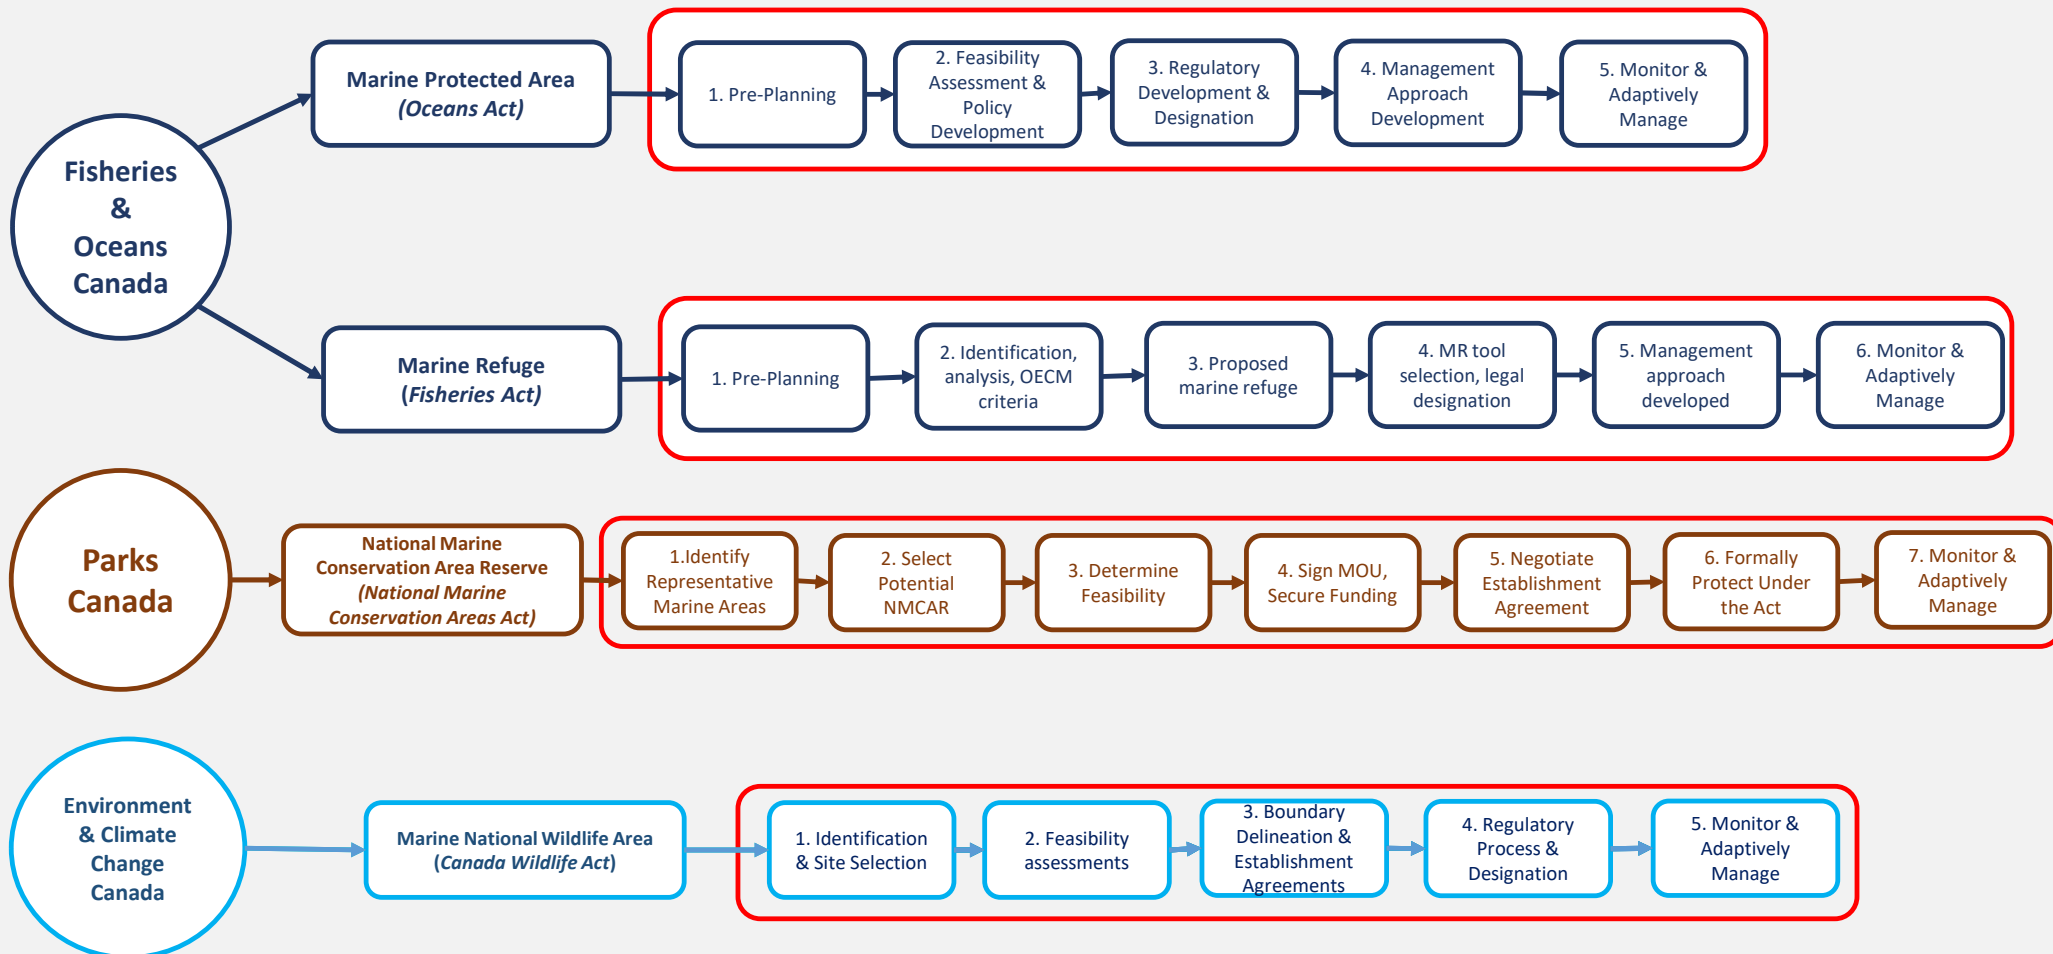 Fisheries
&
Oceans
Canada
Marine Protected Area
(Oceans Act)
1. Pre-Planning
2. Feasibility
Assessment &
Policy
Development
3. Regulatory
Development &
Designation
4. Management
Approach
Development
5. Monitor &
Adaptively
Manage
Marine Refuge
(Fisheries Act)
1. Pre-Planning
2. Identification,
analysis, OECM
criteria
3. Proposed
marine refuge
4. MR tool
selection, legal
designation
5. Management
approach
developed
6. Monitor &
Adaptively
Manage
Parks
Canada
National Marine
Conservation Area Reserve
(National Marine
Conservation Areas Act)
1.Identify
Representative
Marine Areas
2. Select
Potential
NMCAR
3. Determine
Feasibility
4. Sign MOU,
Secure Funding
5. Negotiate
Establishment
Agreement
6. Formally
Protect Under
the Act
7. Monitor &
Adaptively
Manage
Environment
& Climate
Change
Canada
Marine National Wildlife Area
(Canada Wildlife Act)
1. Identification
& Site Selection
2. Feasibility
assessments
3. Boundary
Delineation &
Establishment
Agreements
4. Regulatory
Process &
Designation
5. Monitor &
Adaptively
Manage